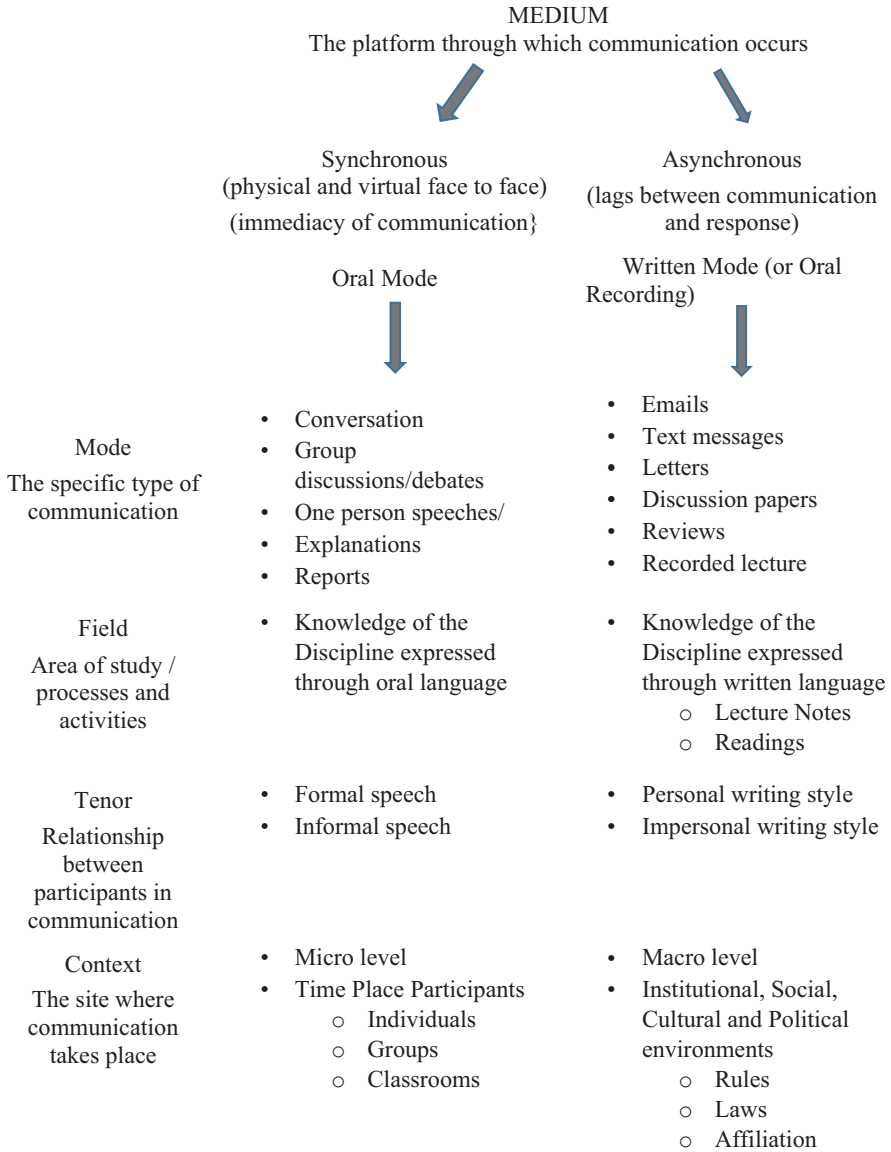 MEDIUM
The platform through which communication occurs
Synchronous
(physical and virtual face to face)
(immediacy of communication}
Oral Mode
Asynchronous
(lags between communication
and response)
Written Mode (or Oral
Recording)
Mode
The specific type of
communication
• Conversation
• Group
discussions/debates
• One person speeches/
• Explanations
• Reports
• Emails
• Text messages
• Letters
• Discussion papers
• Reviews
• Recorded lecture
Field
Area of study /
processes and
activities
• Knowledge of the
Discipline expressed
through oral language
• Knowledge of the
Discipline expressed
through written language
o Lecture Notes
o Readings
Tenor
Relationship
between
participants in
communication
• Formal speech
• Informal speech
• Personal writing style
• Impersonal writing style
Context
The site where
communication
takes place
• Micro level
• Time Place Participants
o Individuals
o Groups
o Classrooms
• Macro level
• Institutional, Social,
Cultural and Political
environments
o Rules
o Laws
o Affiliation